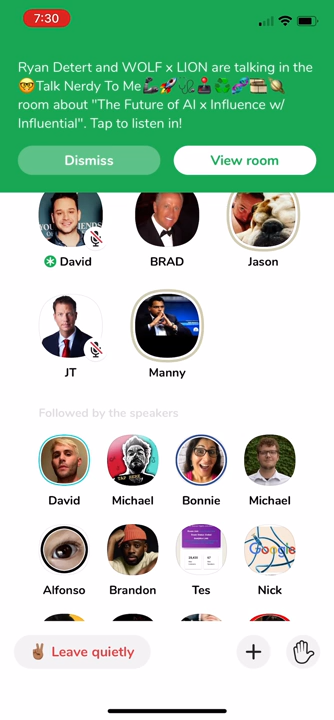 7:30
Ryan Detert and WOLF x LION are talking in the
🤓Talk Nerdy To Me🦾🚀🩺🕹♻️🧬📰🪐
room about "The Future of AI x Influence w/
Influential". Tap to listen in!
Dismiss
View room
David
BRAD
Jason
JT
Manny
Followed by the speakers
David
Michael
Bonnie
Michael
Google
Alfonso
Brandon
Tes
Nick
✌🏽 Leave quietly